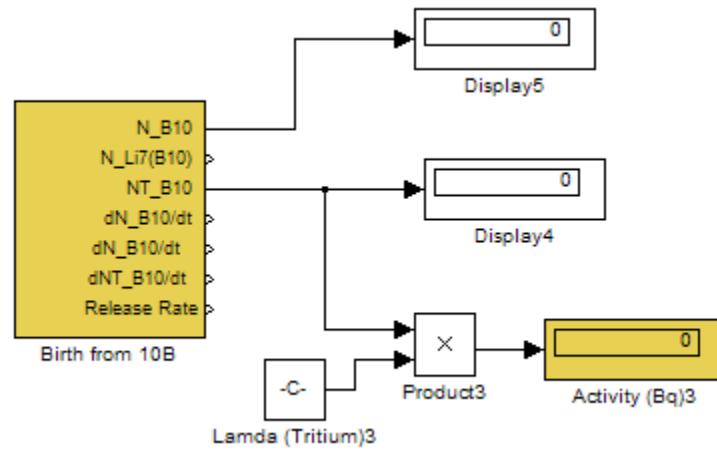 0
Display5
N_B10
N_Li7(B10)
NT_B10
dN_B10/dt
dN_B10/dt
dNT_B10/dt
Release Rate
Birth from 10B
0
Display4
-C-
Lamda (Tritium)3
×
Product3
0
Activity (Bq)3